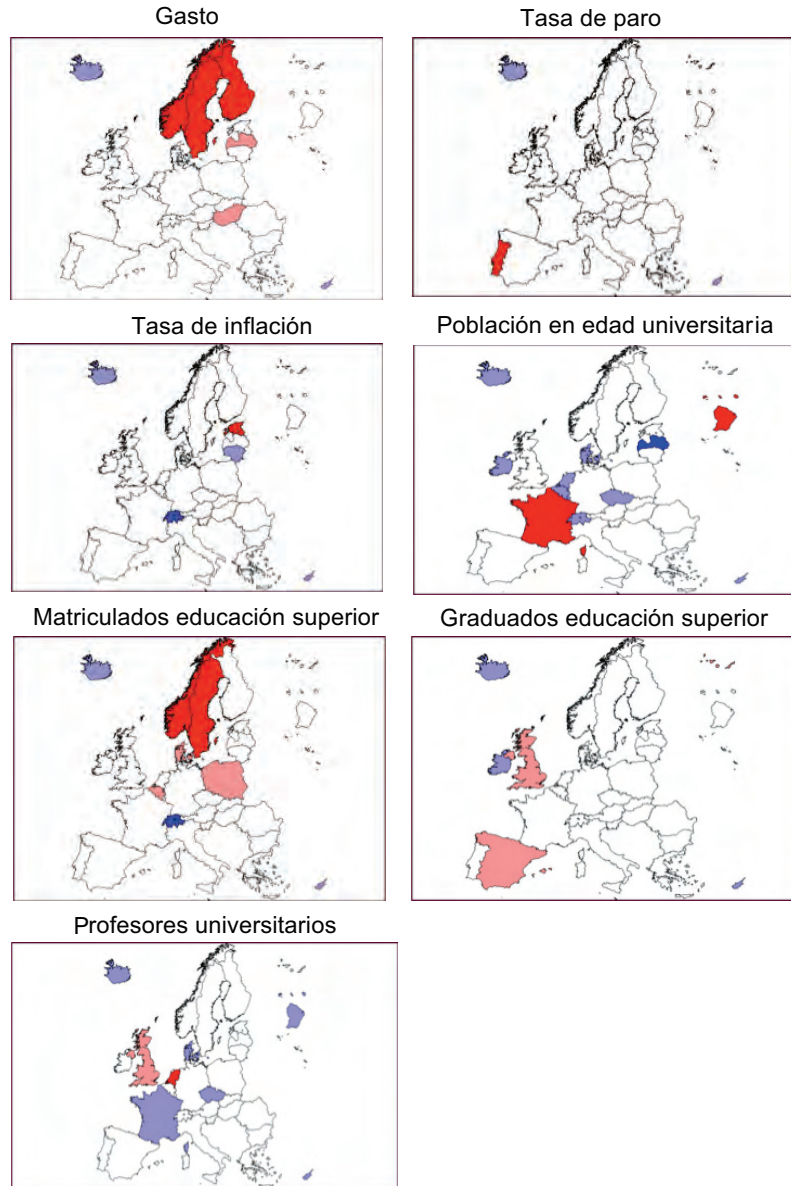 Gasto
Tasa de paro
Tasa de inflación
Población en edad universitaria
Matriculados educación superior
Graduados educación superior
Profesores universitarios